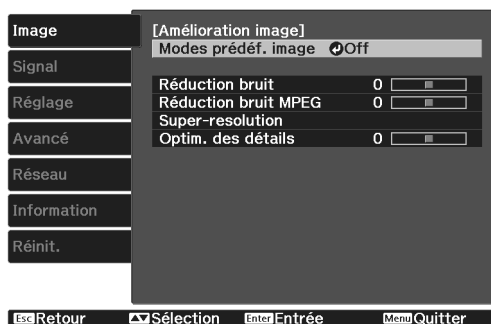 Image
[Amélioration image]
Modes prédéf. image Off
Signal
Réduction bruit 0
Réglage
Réduction bruit MPEG 0
Super-resolution
Avancé
Optim. des détails 0
Réseau
Information
Réinit.
Esc Retour Sélection Enter Entrée Menu Quitter